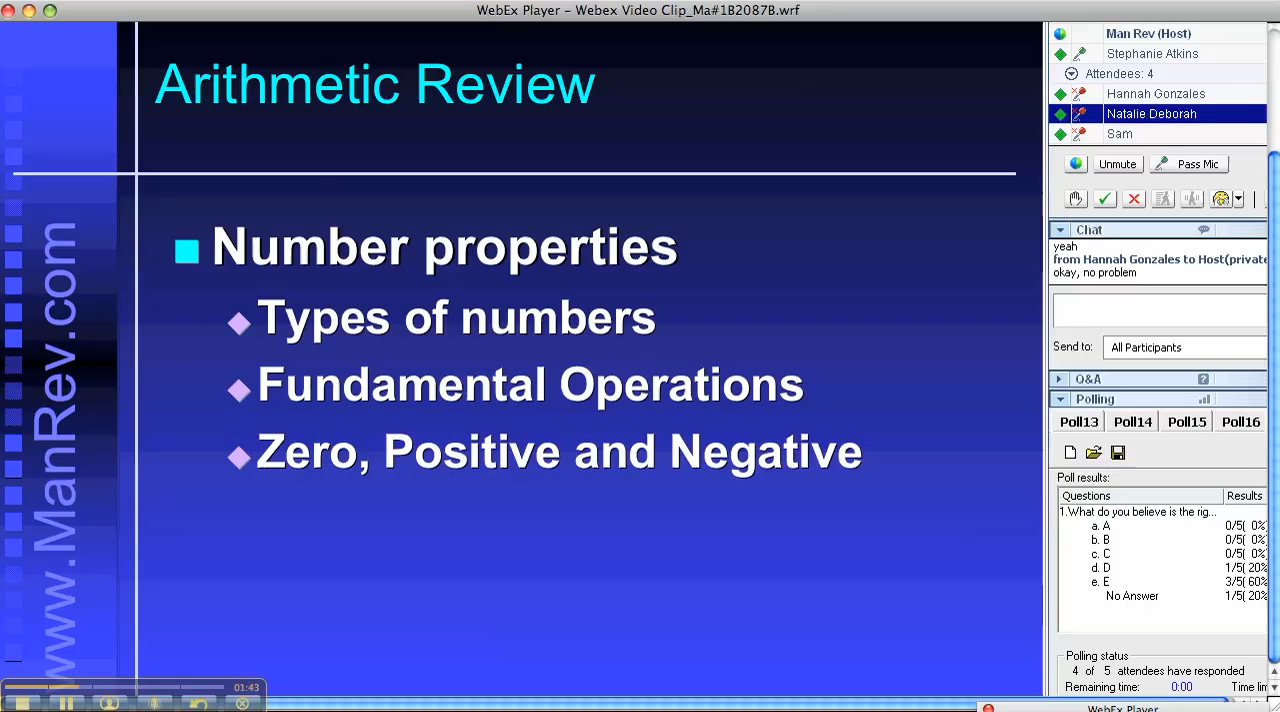 WebEx Player - Webex Video Clip_Ma#1B2087B.wrf
Arithmetic Review
Number properties
Types of numbers
Fundamental Operations
Zero, Positive and Negative
www.ManRev.com
01:43
Man Rev (Host)
Stephanie Atkins
Attendees: 4
Hannah Gonzales
Natalie Deborah
Sam
Unmute
Pass Mic
Chat
yeah
from Hannah Gonzales to Host(private
okay, no problem
Send to: All Participants
Q&A
Polling
Poll13 Poll14 Poll15 Poll16
Poll results:
Questions Results
1.What do you believe is the rig...
a. A 0/5( 0%)
b. B 0/5( 0%)
c. C 0/5( 0%)
d. D 1/5( 20%
e. E 3/5( 60%
No Answer 1/5( 20%
Polling status
4 of 5 attendees have responded
Remaining time: 0:00 Time lim
WebEx Player